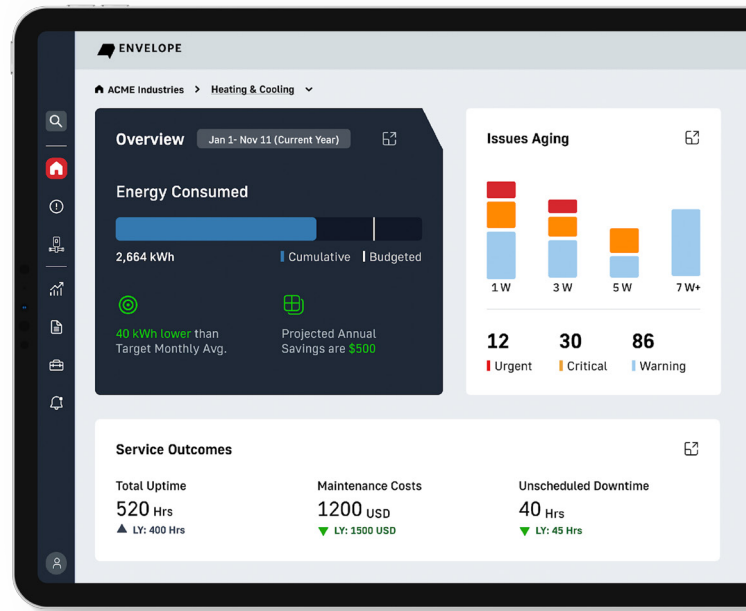 ENVELOPE
ACME Industries > Heating & Cooling
Overview
Jan 1- Nov 11 (Current Year)
Energy Consumed
2,664 kWh
Cumulative
Budgeted
40 kWh lower than
Target Monthly Avg.
Projected Annual
Savings are $500
Issues Aging
1 W
3 W
5 W
7 W+
12
30
86
Urgent
Critical
Warning
Service Outcomes
Total Uptime
520 Hrs
LY: 400 Hrs
Maintenance Costs
1200 USD
LY: 1500 USD
Unscheduled Downtime
40 Hrs
LY: 45 Hrs